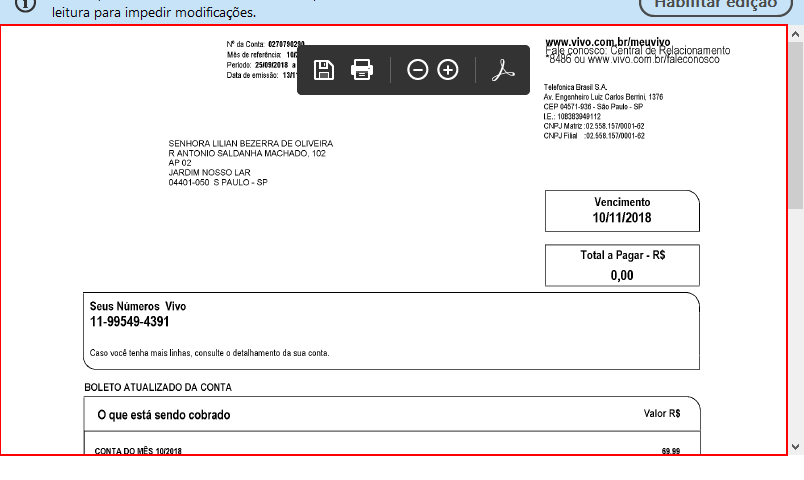 leitura para impedir modificações.
Habilitar edição
Nº da Conta: 0270790290
Mês de referência: 10/2
Período: 25/09/2018 a
Data de emissão: 13/1
www.vivo.com.br/meuvivo
Fale conosco: Central de Relacionamento
*8486 ou www.vivo.com.br/faleconosco
Telefonica Brasil S.A.
Av. Engenheiro Luiz Carlos Berrini, 1376
CEP 04571-936 - São Paulo - SP
I.E.: 108383949112
CNPJ Matriz :02.558.157/0001-62
CNPJ Filial :02.558.157/0001-62
SENHORA LILIAN BEZERRA DE OLIVEIRA
R ANTONIO SALDANHA MACHADO, 102
AP 02
JARDIM NOSSO LAR
04401-050 S PAULO - SP
Vencimento
10/11/2018
Total a Pagar - R$
0,00
Seus Números Vivo
11-99549-4391
Caso você tenha mais linhas, consulte o detalhamento da sua conta.
BOLETO ATUALIZADO DA CONTA
O que está sendo cobrado Valor R$
CONTA DO MÊS 10/2018 69,99